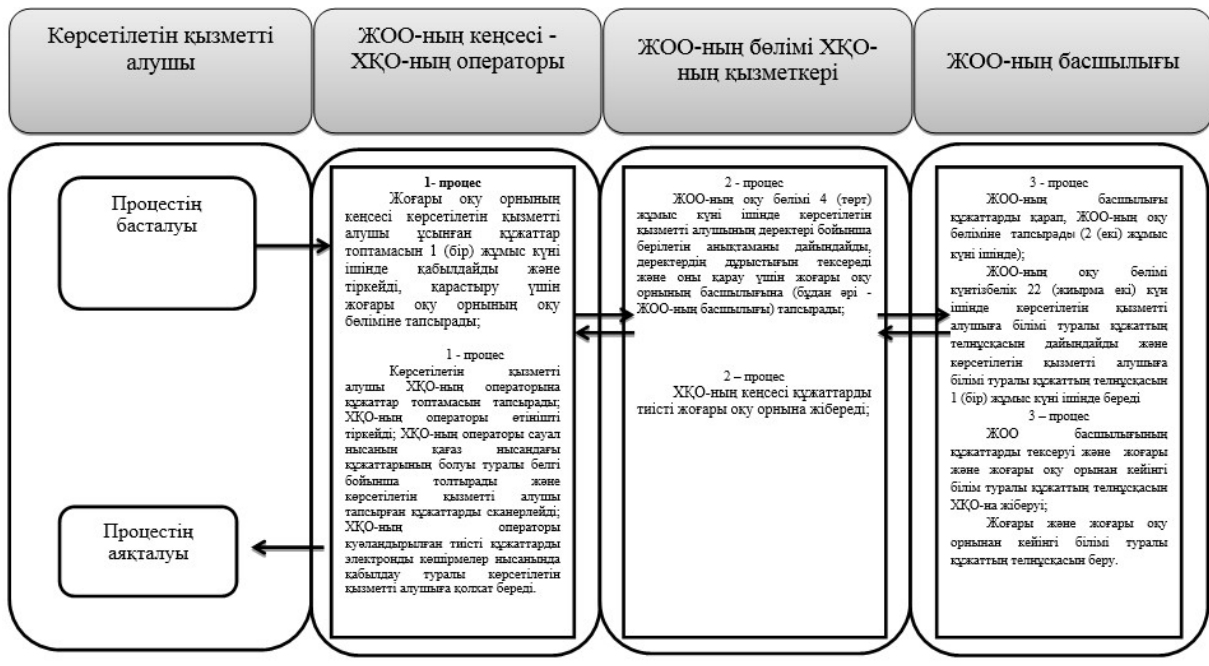 Көрсетілетін қызметті
алушы
ЖОО-ның кеңсесі -
ХҚО-ның операторы
ЖОО-ның бөлімі ХҚО-
ның қызметкері
ЖОО-ның басшылығы
Процестің
басталуы
Процестің
аяқталуы
1- процес
Жоғары оқу орнының
кеңсесі көрсетілетін қызметті
алушы ұсынған құжаттар
топтамасын 1 (бір) жұмыс күні
ішінде қабылдайды және
тіркейді, қарастыру үшін
жоғары оқу орнының оқу
бөліміне тапсырады;
1 - процес
Көрсетілетін қызметті
алушы ХҚО-ның операторына
құжаттар топтамасын тапсырады;
ХҚО-ның операторы өтінішті
тіркейді; ХҚО-ның операторы сауал
нысанын қағаз нысандағы
құжаттарының болуы туралы белгі
бойынша толтырады және
көрсетілетін қызметті алушы
тапсырған құжаттарды сканерлейді;
ХҚО-ның операторы
куәландырылған тиісті құжаттарды
электронды көшірмелер нысанында
қабылдау туралы көрсетілетін
қызметті алушыға қолхат береді.
2 - процес
ЖОО-ның оқу бөлімі 4 (төрт)
жұмыс күні ішінде көрсетілетін
қызметті алушының деректері бойынша
берілетін анықтаманы дайындайды,
деректердің дұрыстығын тексереді
және оны қарау үшін жоғары оқу
орнының басшылығына (бұдан әрі -
ЖОО-ның басшылығы) тапсырады;
2 – процес
ХҚО-ның кеңсесі құжаттарды
тиісті жоғары оқу орнына жібереді;
3 - процес
ЖОО-ның басшылығы
құжаттарды қарап, ЖОО-ның оқу
бөліміне тапсырады (2 (екі) жұмыс
күні ішінде);
ЖОО-ның оқу бөлімі
күнтізбелік 22 (жиырма екі) күн
ішінде көрсетілетін қызметті
алушыға білімі туралы құжаттың
телнұсқасын дайындайды және
көрсетілетін қызметті алушыға
білімі туралы құжаттың телнұсқасын
1 (бір) жұмыс күні ішінде береді
3 – процес
ЖОО басшылығының
құжаттарды тексеруі және жоғары
және жоғары оқу орынан кейінгі
білім туралы құжаттың телнұсқасын
ХҚО-на жіберуі;
Жоғары және жоғары оқу
орнынан кейінгі білімі туралы
құжаттың телнұсқасын беру.